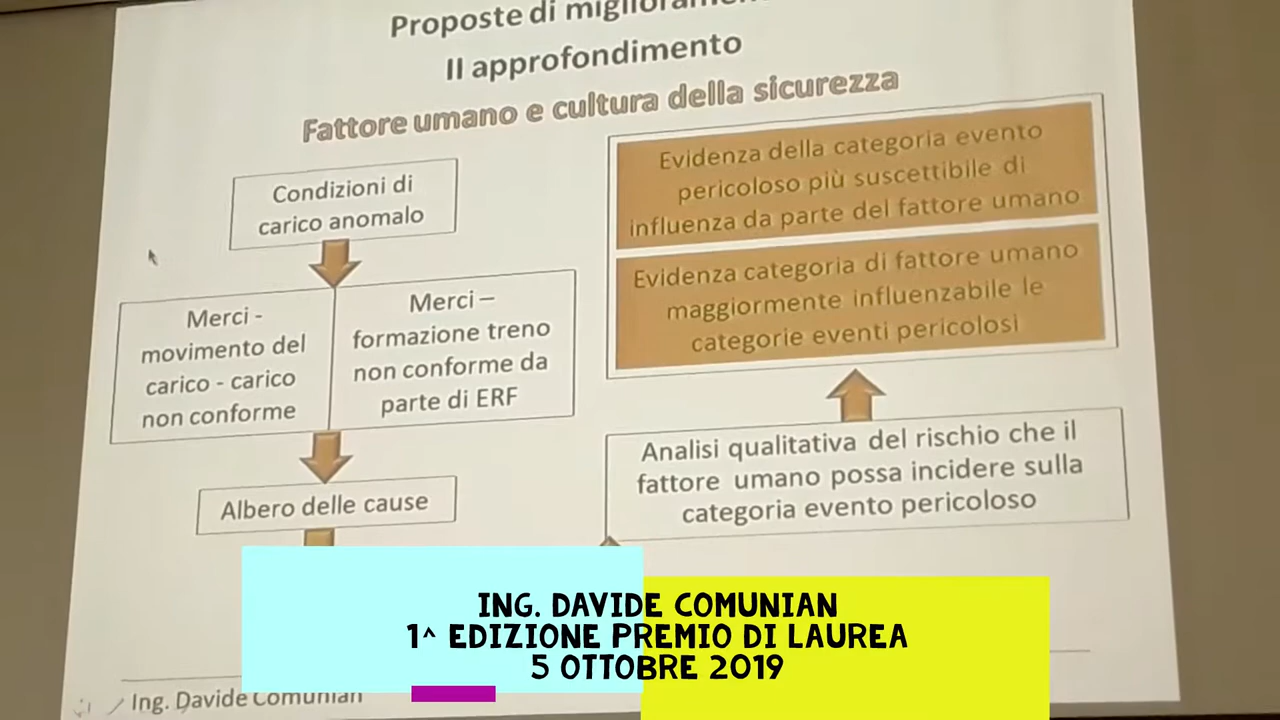 Proposte di miglioramen
II approfondimento
Fattore umano e cultura della sicurezza
Condizioni di
carico anomalo
Merci -
movimento del
carico - carico
non conforme
Merci –
formazione treno
non conforme da
parte di ERF
Albero delle cause
Evidenza della categoria evento
pericoloso più suscettibile di
influenza da parte del fattore umano
Evidenza categoria di fattore umano
maggiormente influenzabile le
categorie eventi pericolosi
Analisi qualitativa del rischio che il
fattore umano possa incidere sulla
categoria evento pericoloso
ING. DAVIDE COMUNIAN
1^ EDIZIONE PREMIO DI LAUREA
5 OTTOBRE 2019
Ing. Davide Comunian